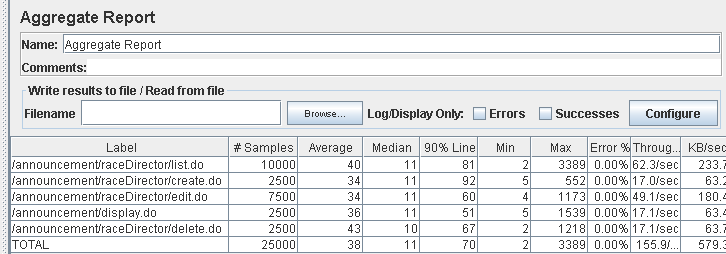 Aggregate Report
Name: Aggregate Report
Comments:
Write results to file / Read from file
Filename Browse... Log/Display Only: Errors Successes Configure
Label # Samples Average Median 90% Line Min Max Error % Throug... KB/sec
/announcement/raceDirector/list.do 10000 40 11 81 2 3389 0.00% 62.3/sec 233.7
/announcement/raceDirector/create.do 2500 34 11 92 5 552 0.00% 17.0/sec 63.2
/announcement/raceDirector/edit.do 7500 34 11 60 4 1173 0.00% 49.1/sec 180.4
/announcement/display.do 2500 36 11 51 5 1539 0.00% 17.1/sec 63.4
/announcement/raceDirector/delete.do 2500 43 10 67 2 1218 0.00% 17.1/sec 63.7
TOTAL 25000 38 11 70 2 3389 0.00% 155.9/... 579.3